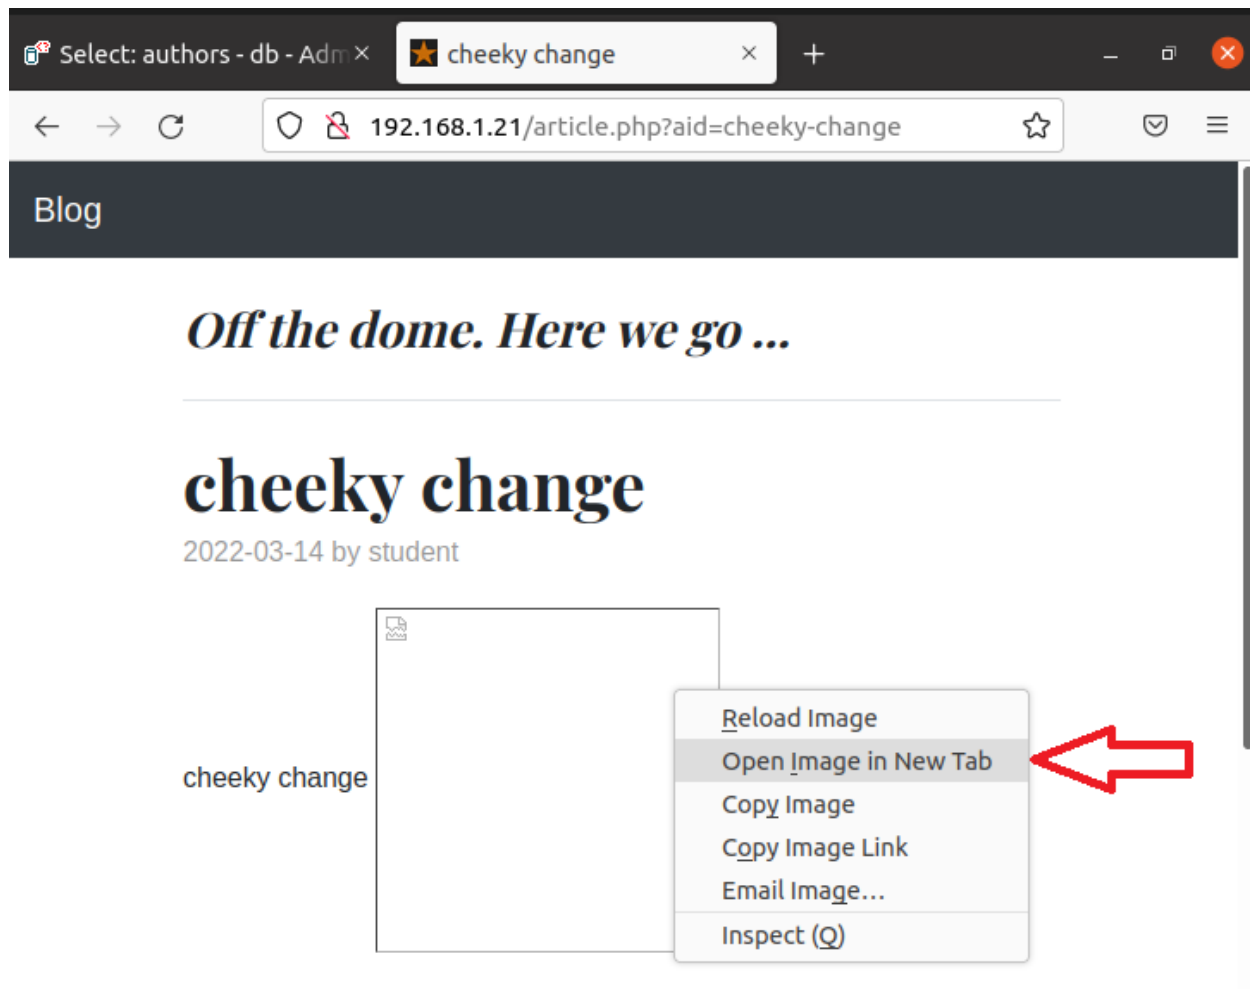 Select: authors - db - Adm
cheeky change
192.168.1.21/article.php?aid=cheeky-change
Blog
Off the dome. Here we go ...
cheeky change
2022-03-14 by student
cheeky change
Reload Image
Open Image in New Tab
Copy Image
Copy Image Link
Email Image...
Inspect (Q)